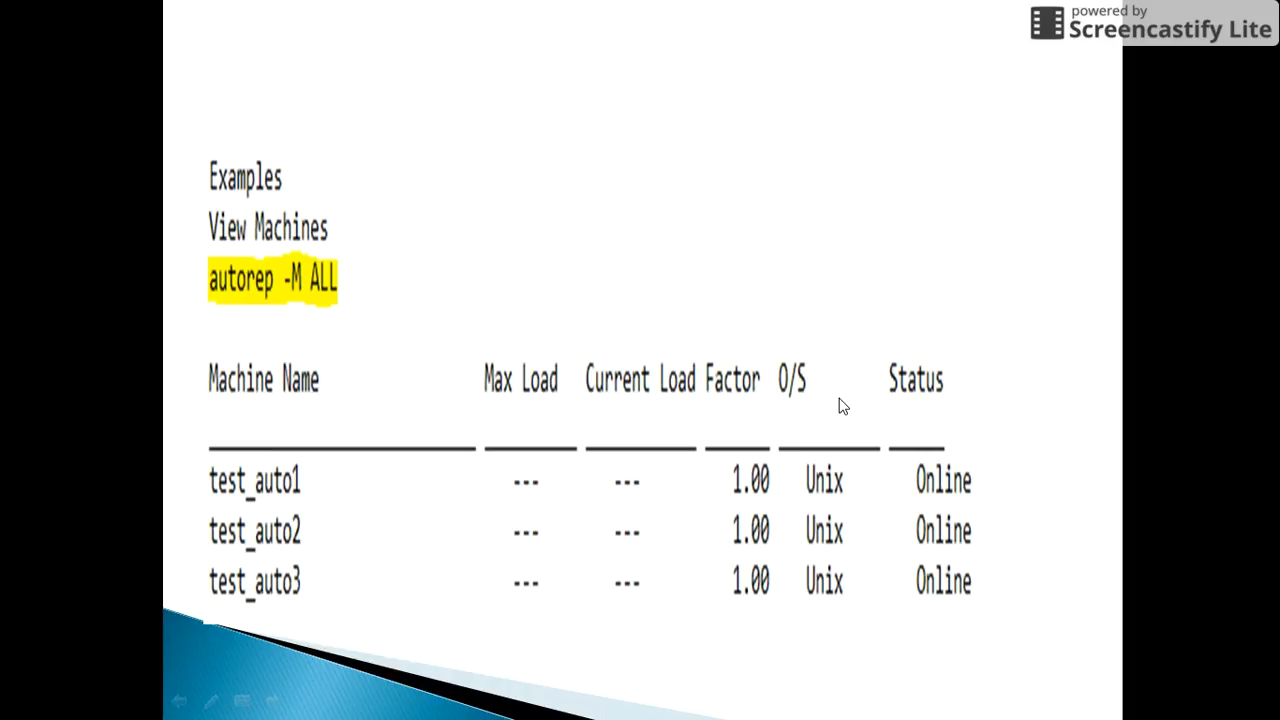 powered by
Screencastify Lite
Examples
View Machines
autorep -M ALL
Machine Name Max Load Current Load Factor O/S Status
test_auto1 --- --- 1.00 Unix Online
test_auto2 --- --- 1.00 Unix Online
test_auto3 --- --- 1.00 Unix Online